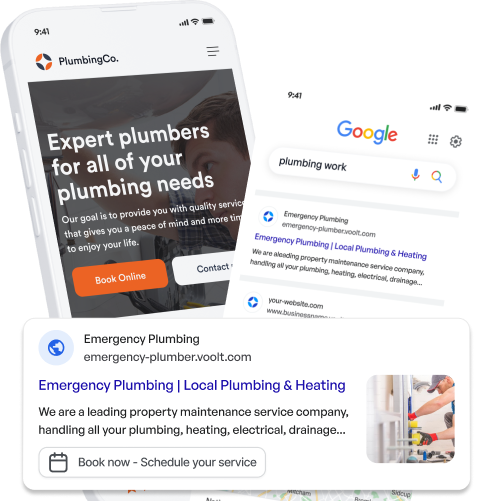 9:41
PlumbingCo.
Expert plumbers
for all of your
plumbing needs
Our goal is to provide you with quality service
that gives you a peace of mind and more time
to enjoy your life.
Book Online
Contact
9:41
Google
plumbing work
Emergency Plumbing
emergency-plumber.voolt.com
Emergency Plumbing | Local Plumbing & Heating
We are aleading property maintenance service company,
handling all your plumbing, heating, electrical, drainage...
your-website.com
Emergency Plumbing
emergency-plumber.voolt.com
Emergency Plumbing | Local Plumbing & Heating
We are a leading property maintenance service company,
handling all your plumbing, heating, electrical, drainage...
Book now - Schedule your service
Sidcup